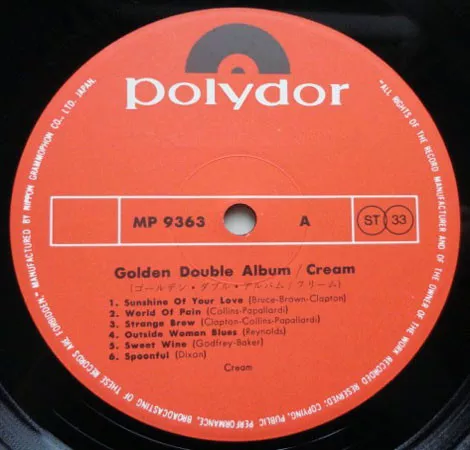 polydor
MP 9363 A ST 33
Golden Double Album / Cream
(ゴールデン・ダブル・アルバム / クリーム)
1. Sunshine Of Your Love (Bruce-Brown-Clapton)
2. World Of Pain (Collins-Papaliardi)
3. Strange Brew (Clapton-Collins-Papaliardi)
4. Outside Woman Blues (Reynolds)
5. Sweet Wine (Godfrey-Baker)
6. Spoonful (Dixan)
Cream
"ALL RIGHTS OF THE RECORD MANUFACTURER AND OF THE OWNER OF THE WORK RECORDED RESERVED; COPYING, PUBLIC PERFORMANCE, BROADCASTING OF THESE RECORDS ARE FORBIDDEN" MANUFACTURED BY NIPPON GRAMMOPHON CO., LTD. JAPAN.